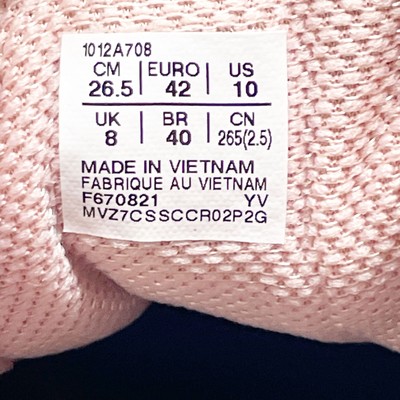 1012A708
CM EURO US
26.5 42 10
UK BR CN
8 40 265(2.5)
MADE IN VIETNAM
FABRIQUE AU VIETNAM
F670821 YV
MVZ7CSSCCR02P2G